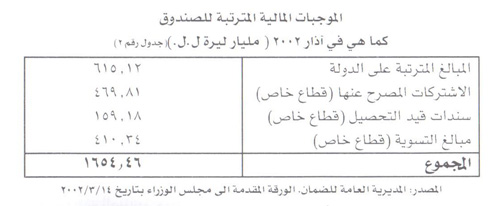 الموجبات المالية المترتبة للصندوق
كما هي في آذار ٢٠٠٢ ( مليار ليرة ل.ل.)(جدول رقم ٢)
المبالغ المترتبة على الدولة ٦١٥,١٢
الاشتركات المصرح عنها (قطاع خاص) ٤٦٩,٨١
سندات قيد التحصيل (قطاع خاص) ١٥٩,١٨
مبالغ التسوية (قطاع خاص) ٤١٠,٣٤
المجموع ١٦٥٤,٤٦
المصدر: المديرية العامة للضمان. الورقة المقدمة الى مجلس الوزراء بتاريخ ٢٠٠٢/٣/١٤